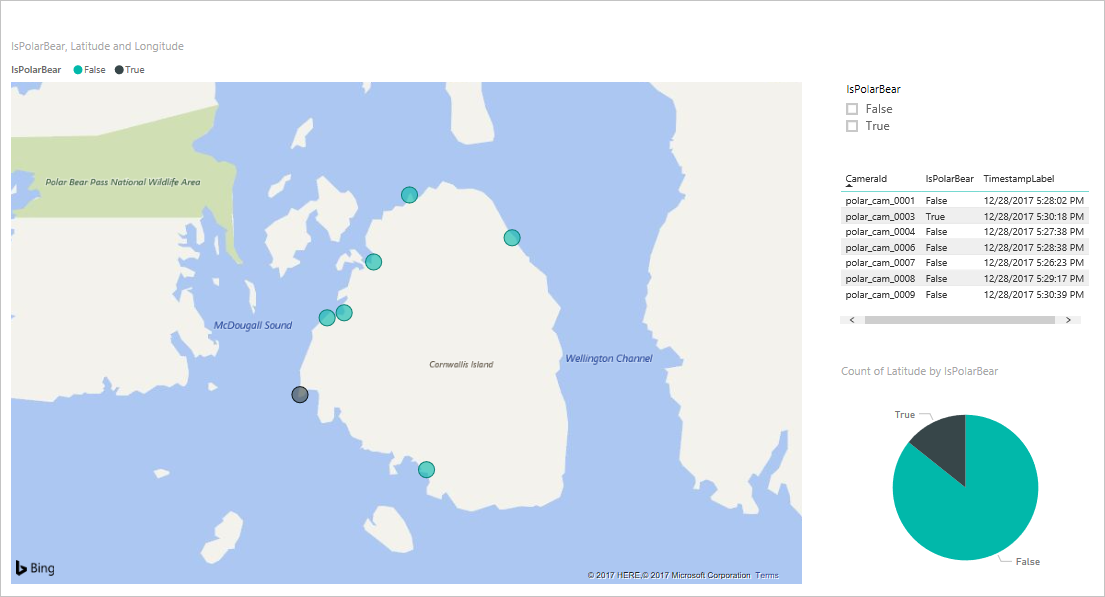 IsPolarBear, Latitude and Longitude
IsPolarBear False True
Polar Bear Pass National Wildlife Area
McDougall Sound
Cornwallis Island
Wellington Channel
Bing
© 2017 HERE,© 2017 Microsoft Corporation Terms
IsPolarBear
False
True
CameraId IsPolarBear TimestampLabel
polar_cam_0001 False 12/28/2017 5:28:02 PM
polar_cam_0003 True 12/28/2017 5:30:18 PM
polar_cam_0004 False 12/28/2017 5:27:38 PM
polar_cam_0006 False 12/28/2017 5:28:38 PM
polar_cam_0007 False 12/28/2017 5:26:23 PM
polar_cam_0008 False 12/28/2017 5:29:17 PM
polar_cam_0009 False 12/28/2017 5:30:39 PM
Count of Latitude by IsPolarBear
True
False